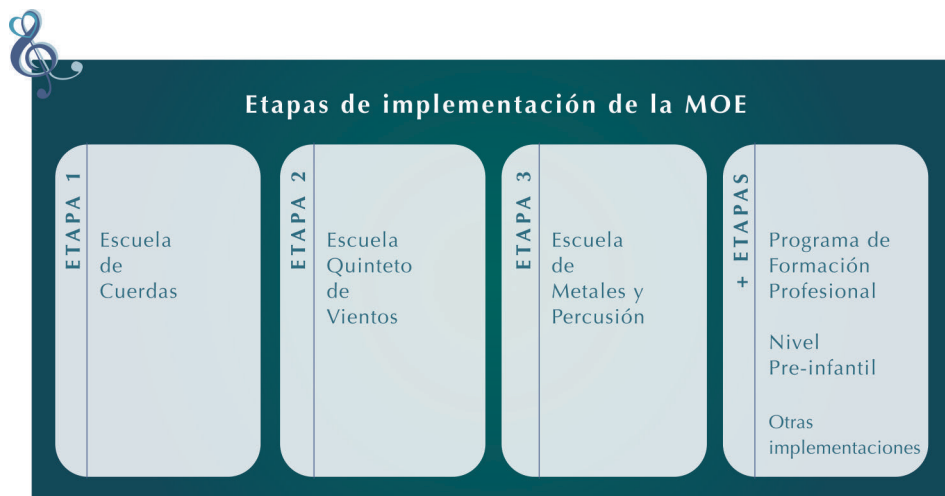 Etapas de implementación de la MOE
ETAPA 1
Escuela
de
Cuerdas
ETAPA 2
Escuela
Quinteto
de
Vientos
ETAPA 3
Escuela
de
Metales y
Percusión
+ ETAPAS
Programa de
Formación
Profesional
Nivel
Pre-infantil
Otras
implementaciones